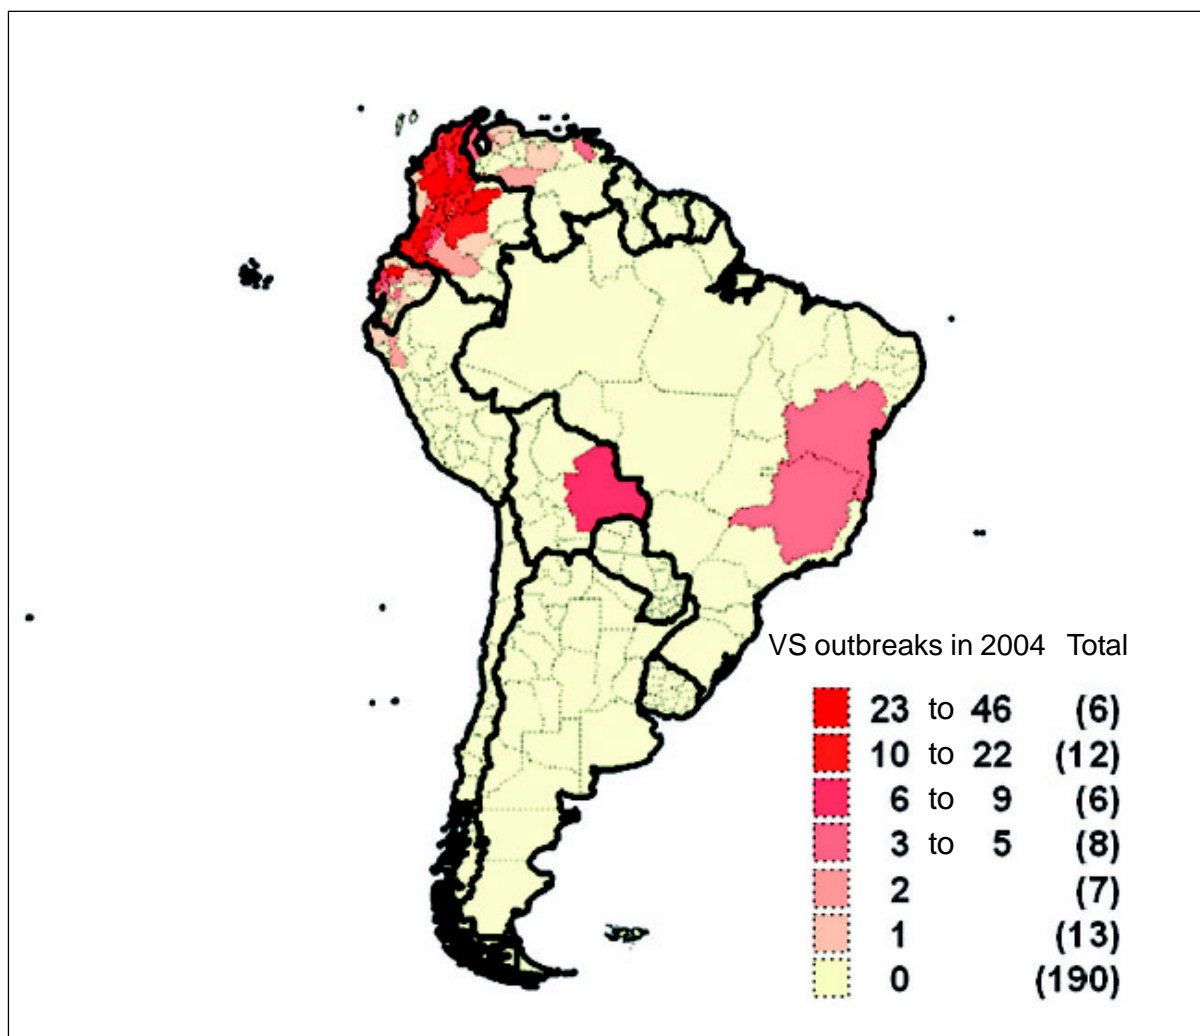 VS outbreaks in 2004 Total
23 to 46 (6)
10 to 22 (12)
6 to 9 (6)
3 to 5 (8)
2 (7)
1 (13)
0 (190)